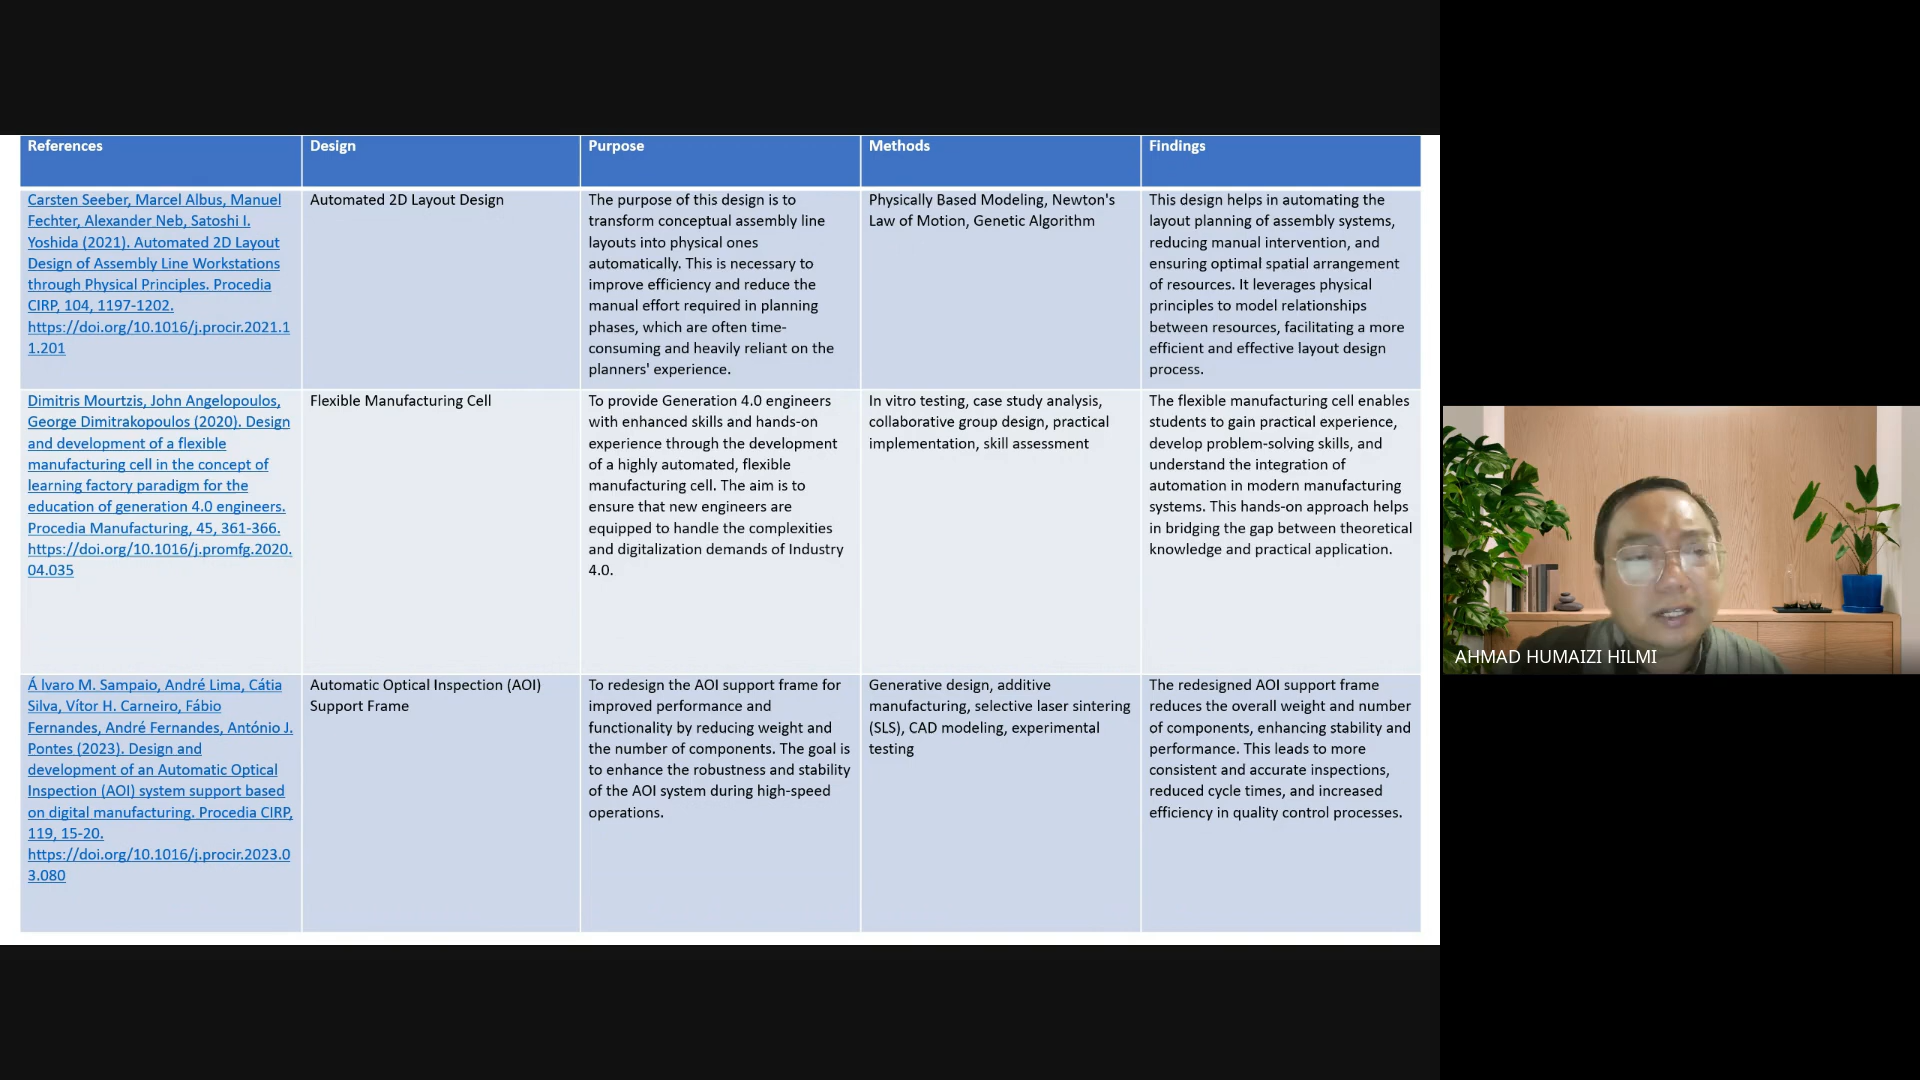 References
Design
Purpose
Methods
Findings
Carsten Seeber, Marcel Albus, Manuel
Fechter, Alexander Neb, Satoshi I.
Yoshida (2021). Automated 2D Layout
Design of Assembly Line Workstations
through Physical Principles. Procedia
CIRP, 104, 1197-1202.
https://doi.org/10.1016/j.procir.2021.1
1.201
Automated 2D Layout Design
The purpose of this design is to
transform conceptual assembly line
layouts into physical ones
automatically. This is necessary to
improve efficiency and reduce the
manual effort required in planning
phases, which are often time-
consuming and heavily reliant on the
planners' experience.
Physically Based Modeling, Newton's
Law of Motion, Genetic Algorithm
This design helps in automating the
layout planning of assembly systems,
reducing manual intervention, and
ensuring optimal spatial arrangement
of resources. It leverages physical
principles to model relationships
between resources, facilitating a more
efficient and effective layout design
process.
Dimitris Mourtzis, John Angelopoulos,
George Dimitrakopoulos (2020). Design
and development of a flexible
manufacturing cell in the concept of
learning factory paradigm for the
education of generation 4.0 engineers.
Procedia Manufacturing, 45, 361-366.
https://doi.org/10.1016/j.promfg.2020.
04.035
Flexible Manufacturing Cell
To provide Generation 4.0 engineers
with enhanced skills and hands-on
experience through the development
of a highly automated, flexible
manufacturing cell. The aim is to
ensure that new engineers are
equipped to handle the complexities
and digitalization demands of Industry
4.0.
In vitro testing, case study analysis,
collaborative group design, practical
implementation, skill assessment
The flexible manufacturing cell enables
students to gain practical experience,
develop problem-solving skills, and
understand the integration of
automation in modern manufacturing
systems. This hands-on approach helps
in bridging the gap between theoretical
knowledge and practical application.
Á lvaro M. Sampaio, André Lima, Cátia
Silva, Vítor H. Carneiro, Fábio
Fernandes, André Fernandes, António J.
Pontes (2023). Design and
development of an Automatic Optical
Inspection (AOI) system support based
on digital manufacturing. Procedia CIRP,
119, 15-20.
https://doi.org/10.1016/j.procir.2023.0
3.080
Automatic Optical Inspection (AOI)
Support Frame
To redesign the AOI support frame for
improved performance and
functionality by reducing weight and
the number of components. The goal is
to enhance the robustness and stability
of the AOI system during high-speed
operations.
Generative design, additive
manufacturing, selective laser sintering
(SLS), CAD modeling, experimental
testing
The redesigned AOI support frame
reduces the overall weight and number
of components, enhancing stability and
performance. This leads to more
consistent and accurate inspections,
reduced cycle times, and increased
efficiency in quality control processes.
AHMAD HUMAIZI HILMI